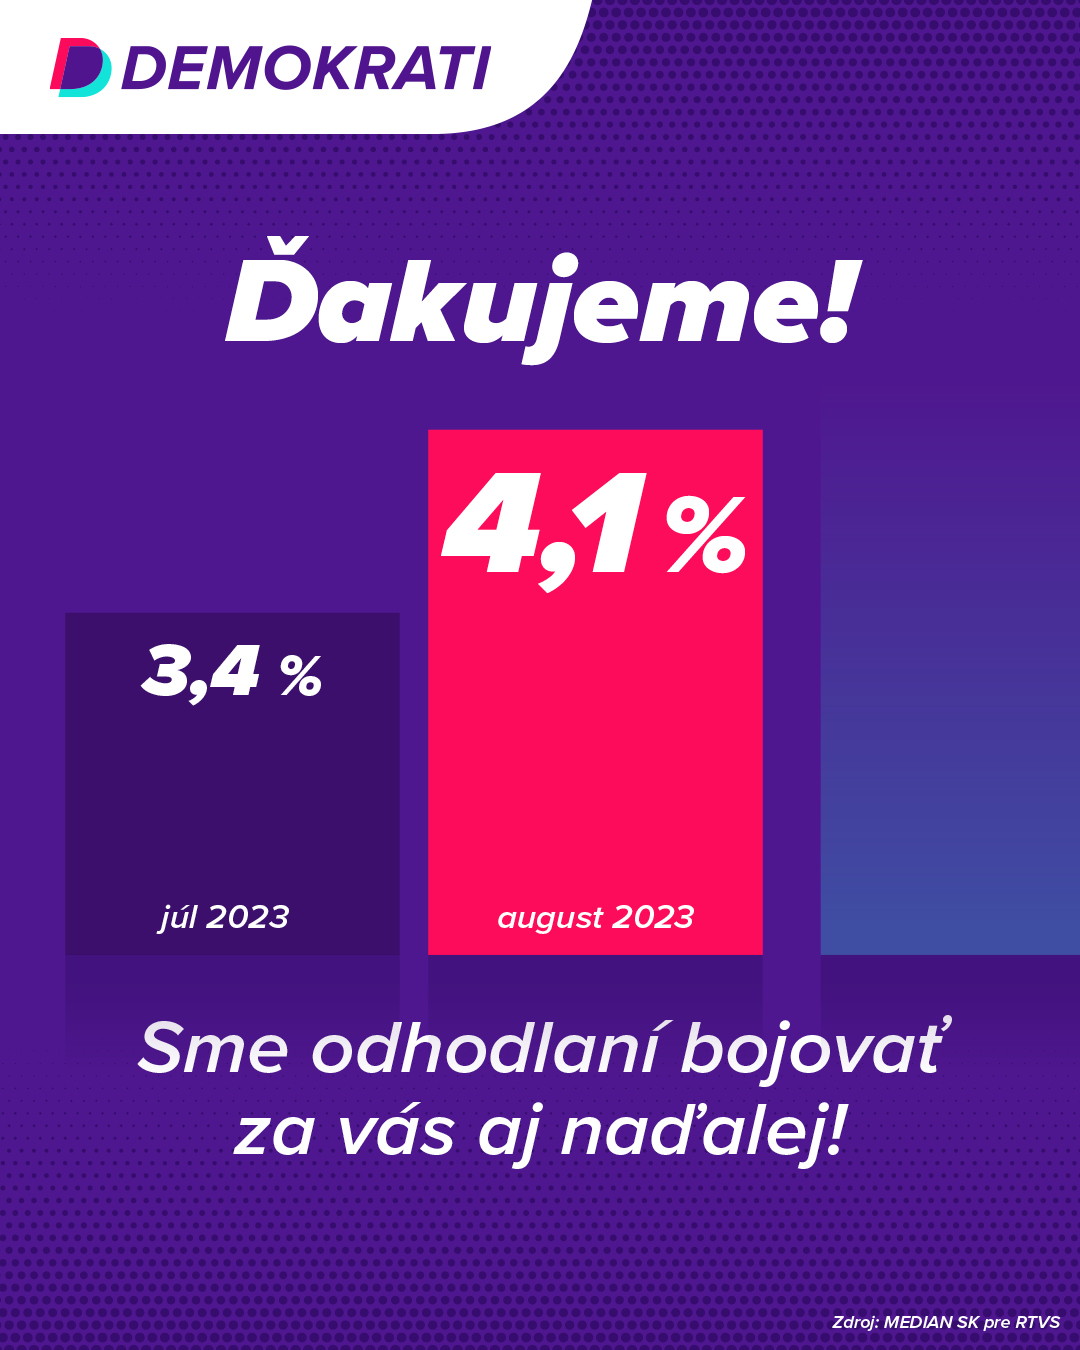 DEMOKRATI
Ďakujeme!
4,1 %
3,4 %
júl 2023
august 2023
Sme odhodlaní bojovať
za vás aj naďalej!
Zdroj: MEDIAN SK pre RTVS